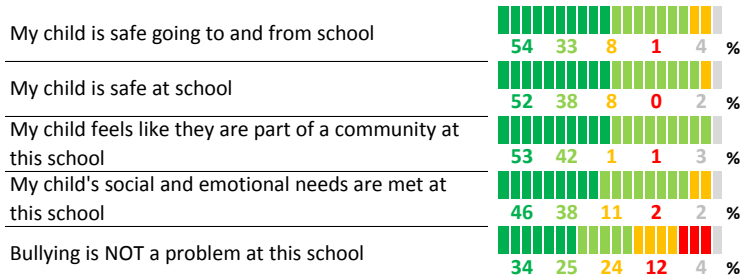 My child is safe going to and from school
54 33 8 1 4 %
My child is safe at school
52 38 8 0 2 %
My child feels like they are part of a community at
this school
53 42 1 1 3 %
My child's social and emotional needs are met at
this school
46 38 11 2 2 %
Bullying is NOT a problem at this school
34 25 24 12 4 %